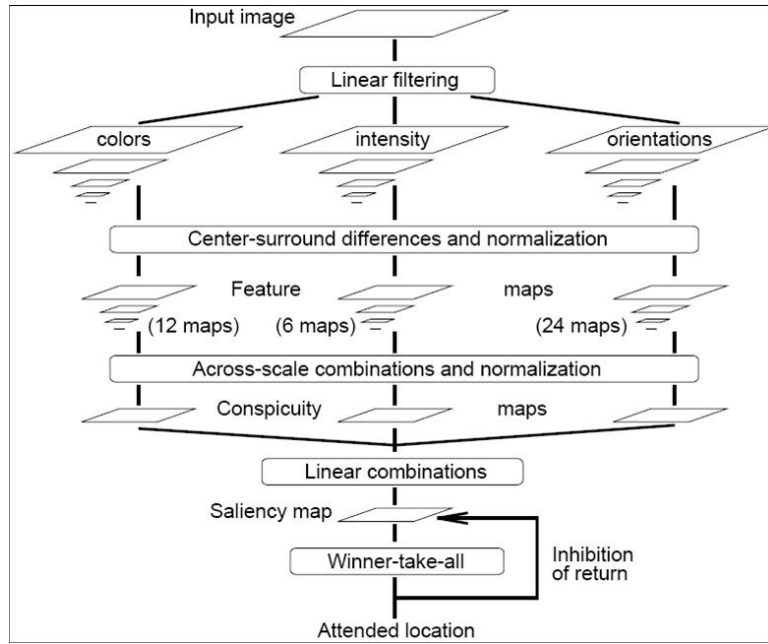 Input image
Linear filtering
colors intensity orientations
Center-surround differences and normalization
Feature maps
(12 maps) (6 maps) (24 maps)
Across-scale combinations and normalization
Conspicuity maps
Linear combinations
Saliency map
Winner-take-all
Inhibition
of return
Attended location